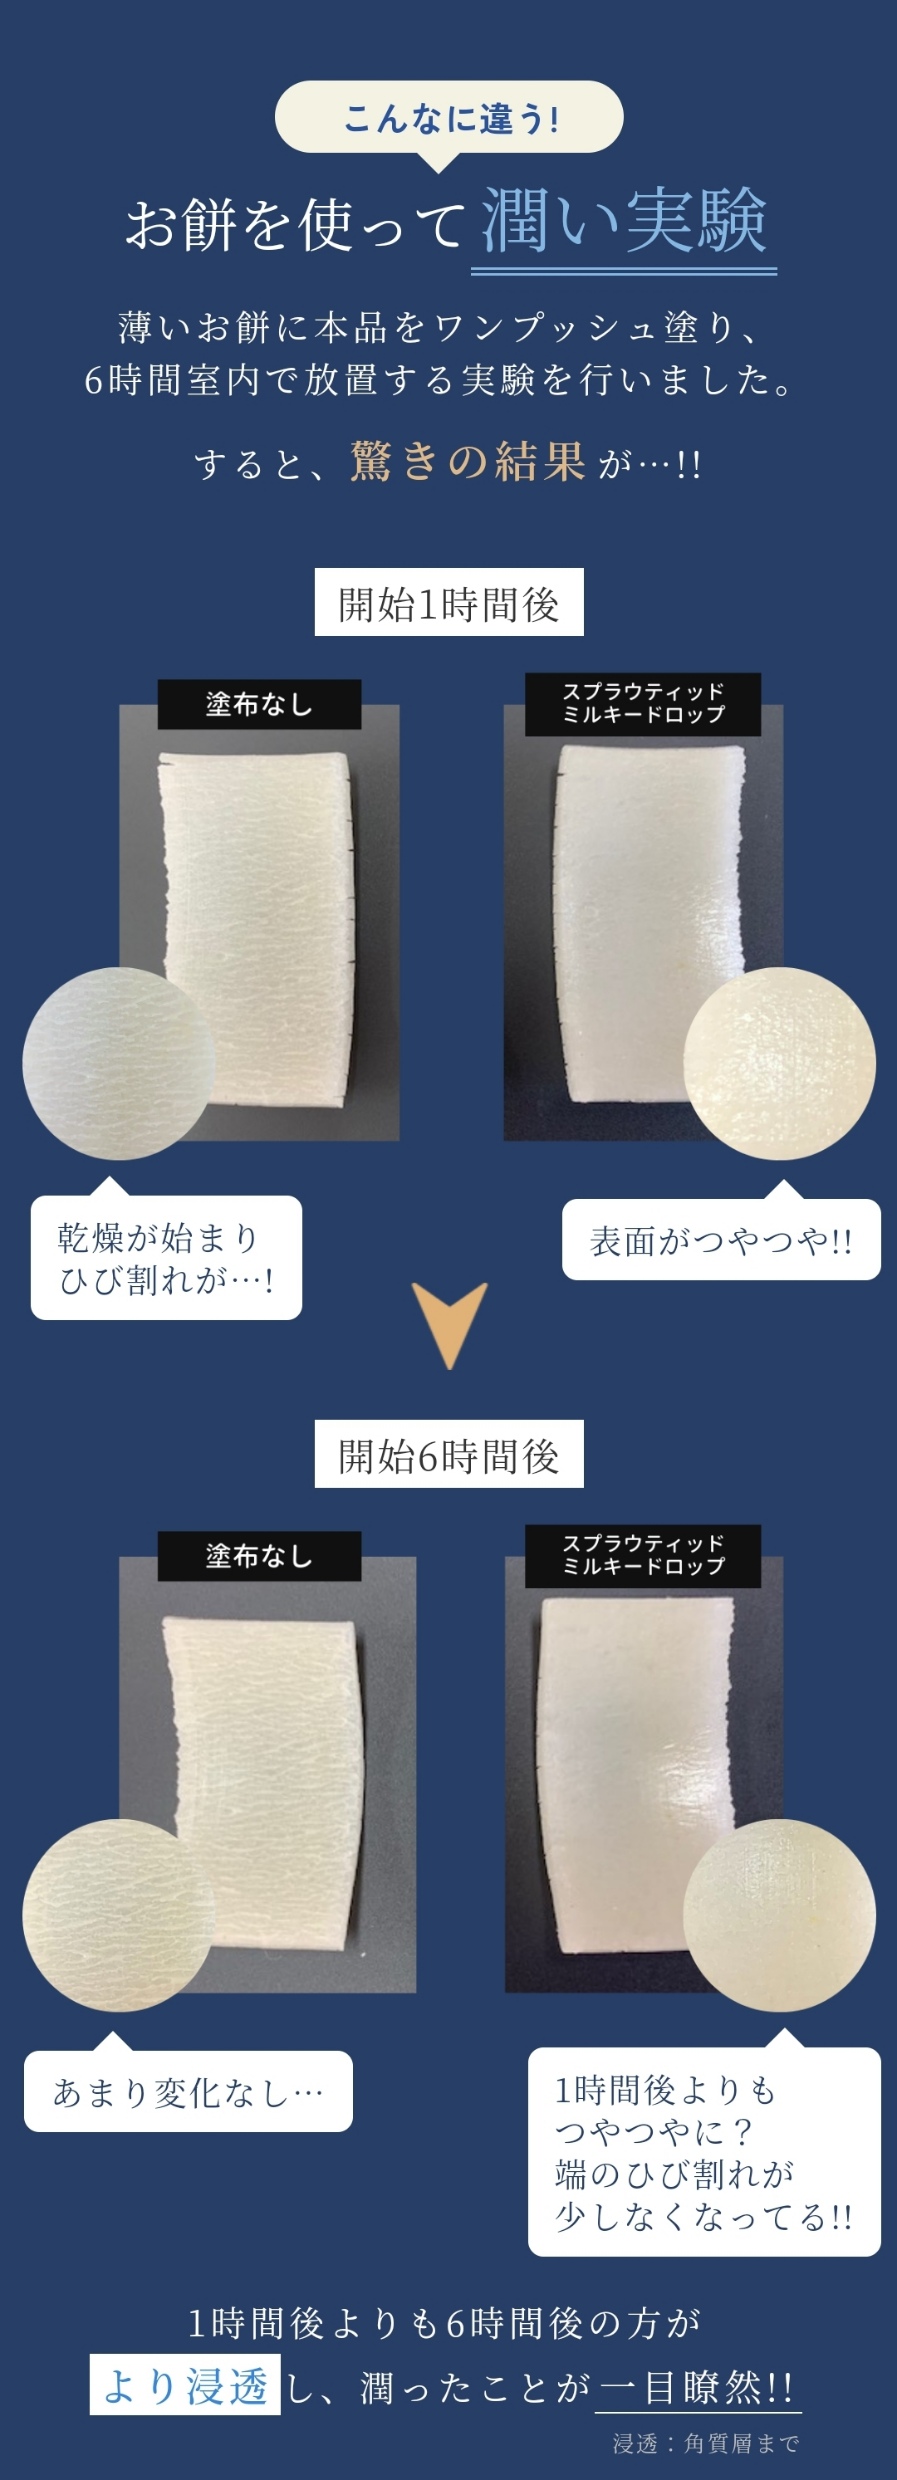 こんなに違う!
お餅を使って潤い実験
薄いお餅に本品をワンプッシュ塗り、
6時間室内で放置する実験を行いました。
すると、驚きの結果が…!!
開始1時間後
塗布なし
スプラウティッド
ミルキードロップ
乾燥が始まり
ひび割れが…!
表面がつやつや!!
開始6時間後
塗布なし
スプラウティッド
ミルキードロップ
あまり変化なし…
1時間後よりも
つやつやに？
端のひび割れが
少しなくなってる!!
1時間後よりも6時間後の方が
より浸透し、潤ったことが一目瞭然!!
浸透：角質層まで